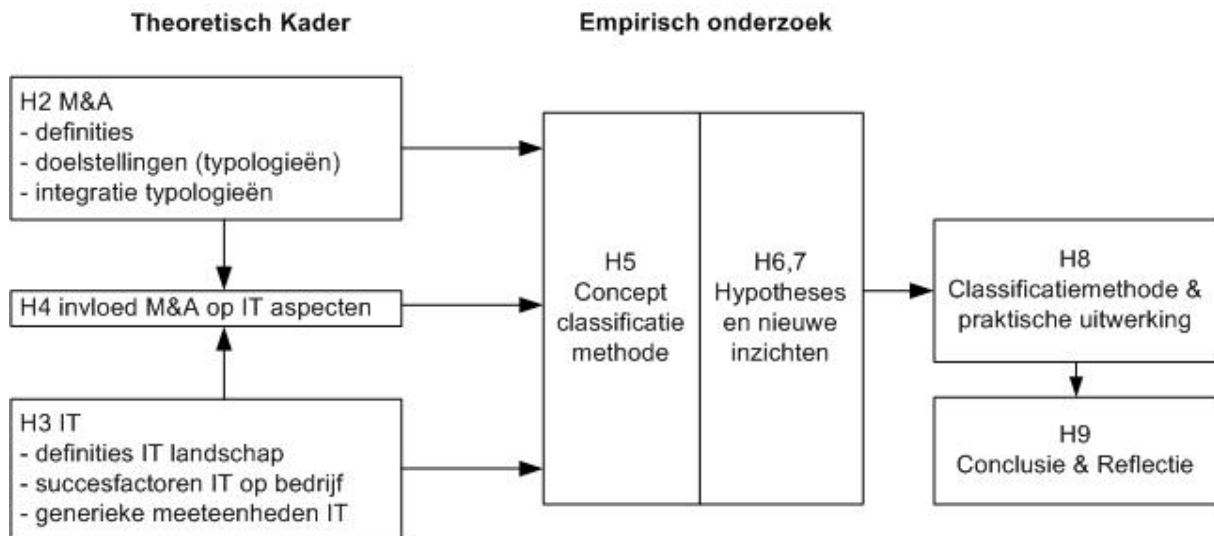 Theoretisch Kader
Empirisch onderzoek
H2 M&A
- definities
- doelstellingen (typologieën)
- integratie typologieën
H4 invloed M&A op IT aspecten
H3 IT
- definities IT landschap
- succesfactoren IT op bedrijf
- generieke meeteenheden IT
H5
Concept
classificatie
methode
H6,7
Hypotheses
en nieuwe
inzichten
H8
Classificatiemethode &
praktische uitwerking
H9
Conclusie & Reflectie